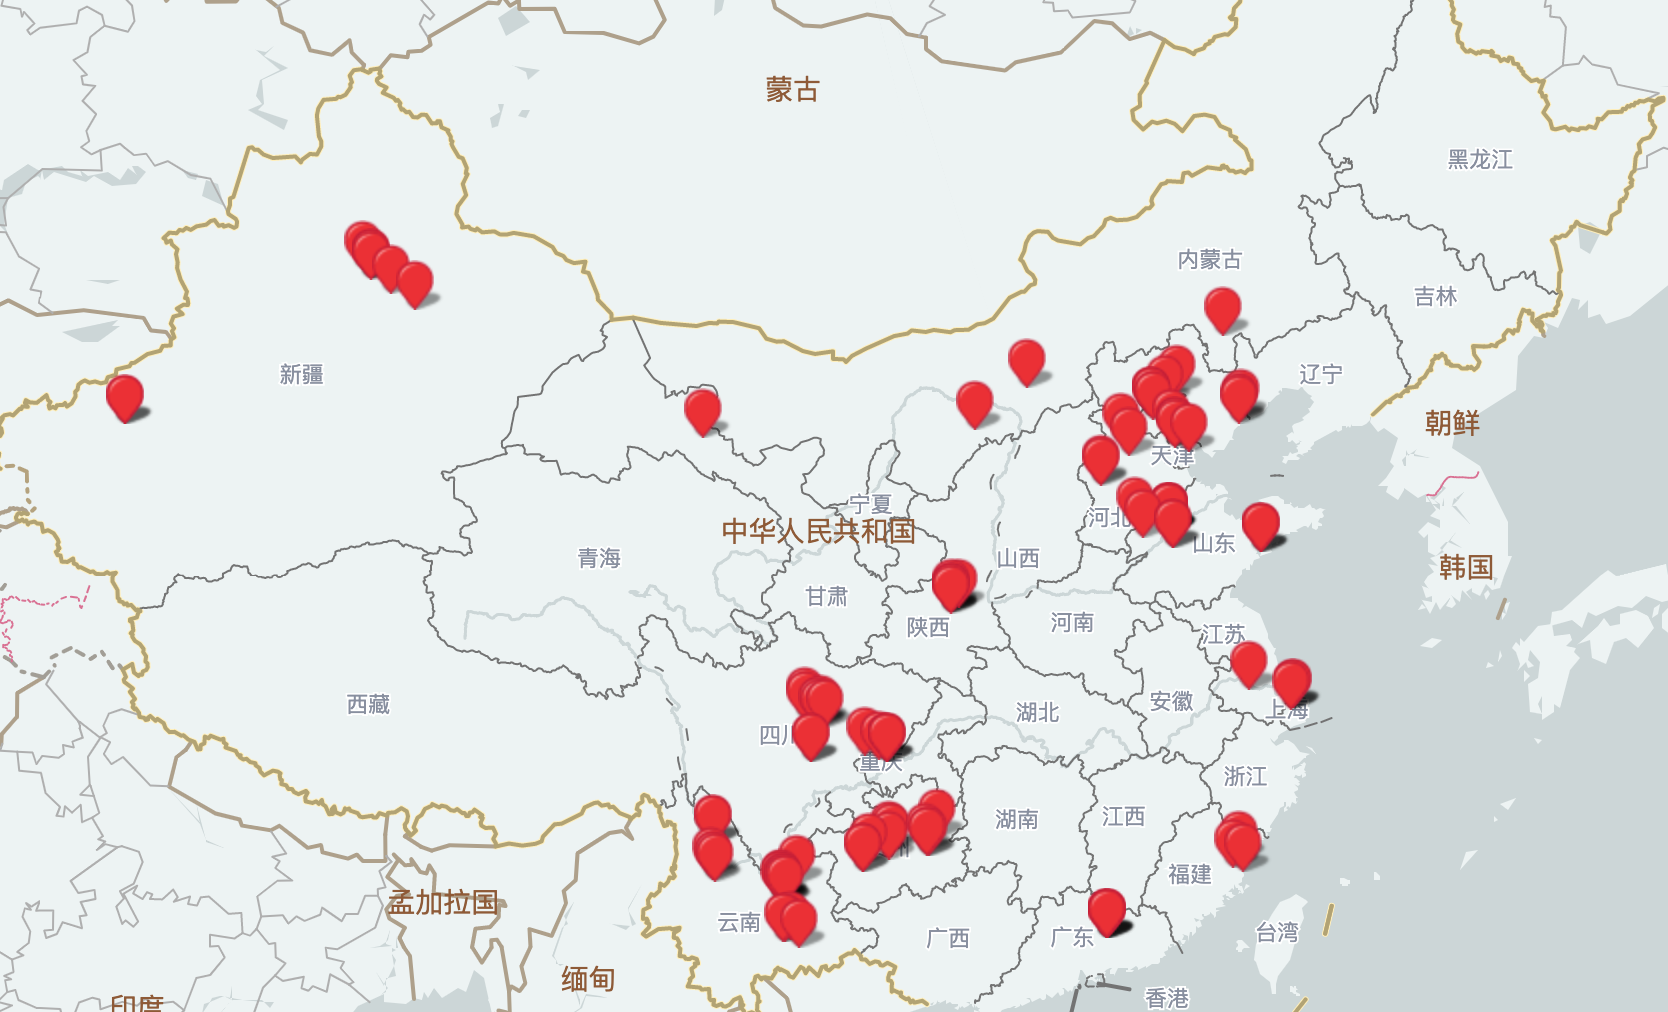 蒙古
黑龙江
内蒙古
吉林
新疆
辽宁
朝鲜
天津
宁夏
河北
中华人民共和国
山东
青海
山西
韩国
甘肃
陕西
河南
江苏
西藏
安徽
上海
湖北
四川
重庆
浙江
湖南
江西
州
福建
孟加拉国
云南
广西
广东
台湾
缅甸
香港
印度